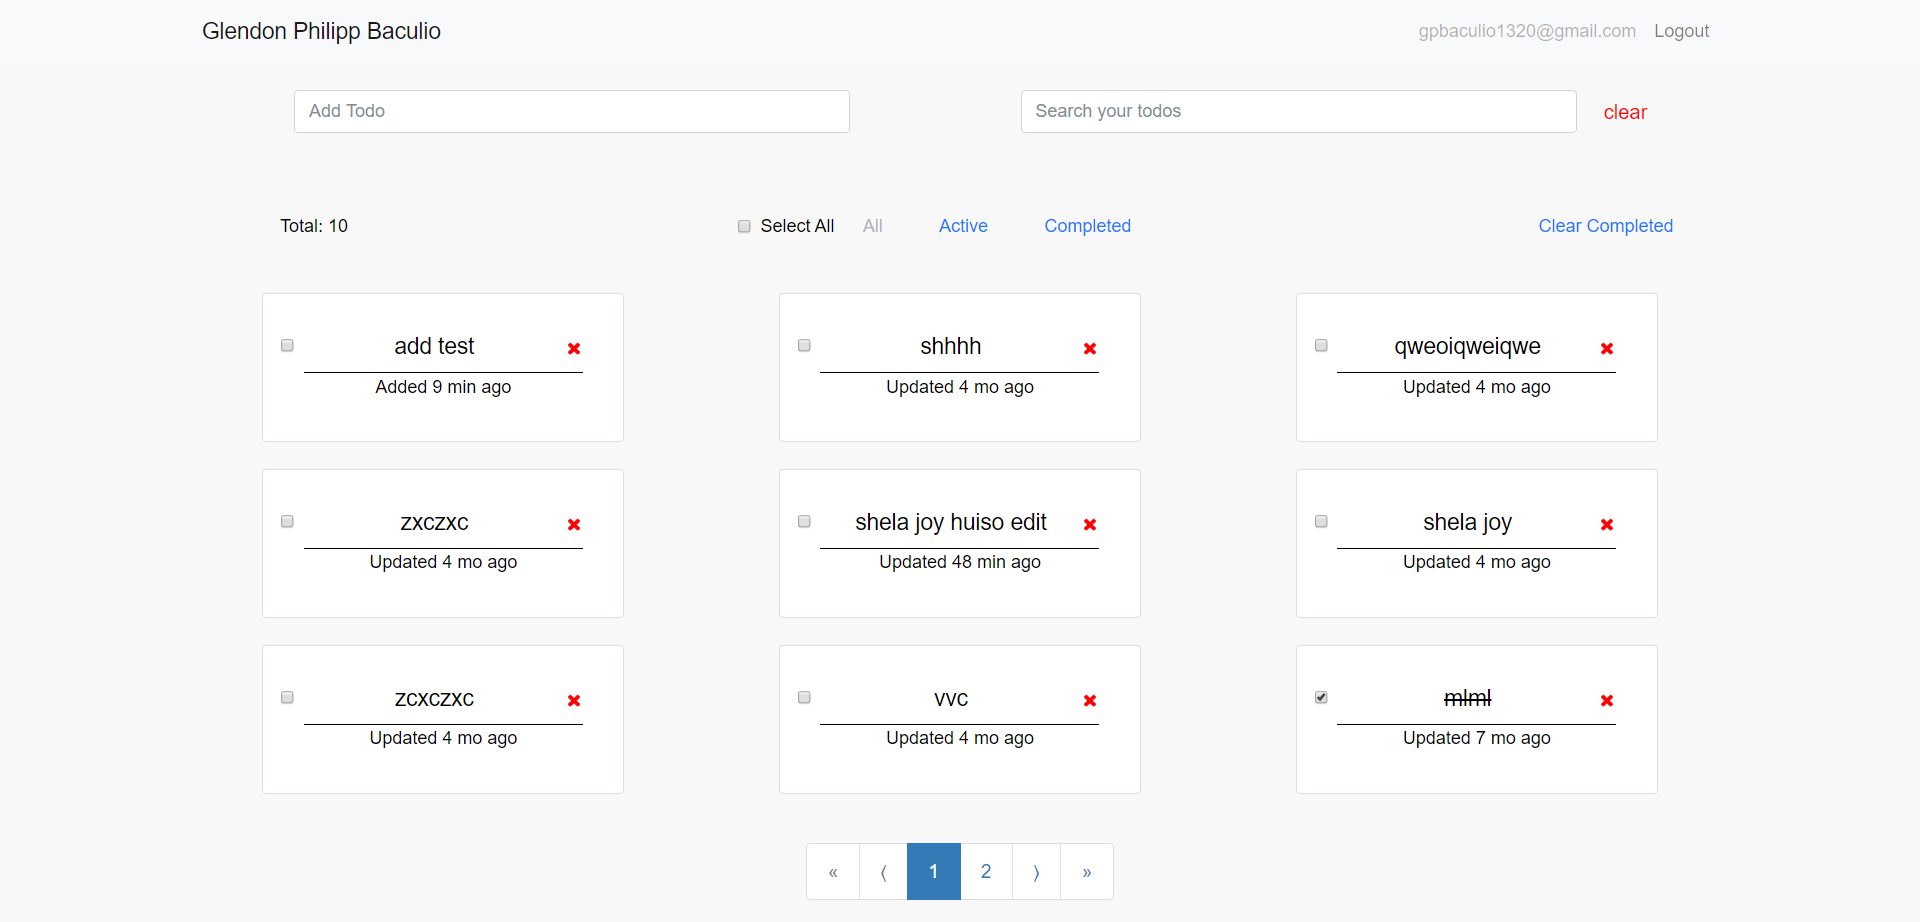 Glendon Philipp Baculio
gpbaculio1320@gmail.com Logout
Add Todo
Search your todos
clear
Total: 10
Select All All Active Completed
Clear Completed
add test
Added 9 min ago
shhhh
Updated 4 mo ago
qweoiqweiqwe
Updated 4 mo ago
zxczxc
Updated 4 mo ago
shela joy huiso edit
Updated 48 min ago
shela joy
Updated 4 mo ago
zcxczxc
Updated 4 mo ago
vvc
Updated 4 mo ago
mlml
Updated 7 mo ago
« ⟨ 1 2 ⟩ »